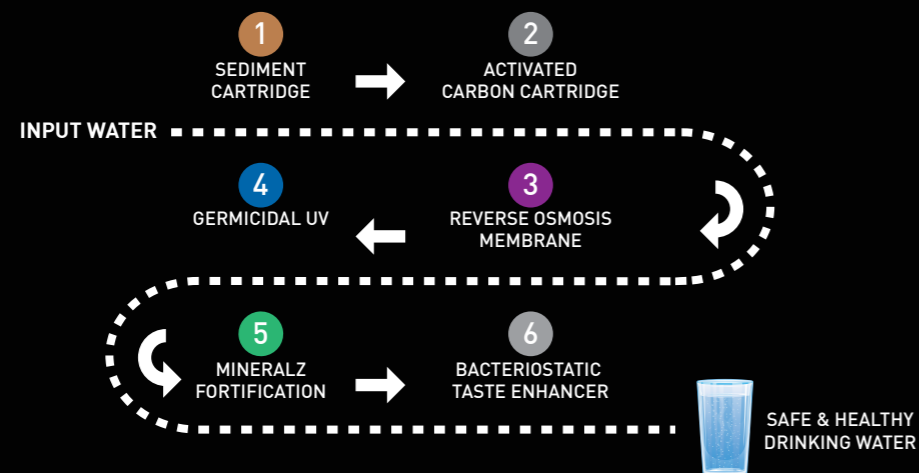 1
SEDIMENT
CARTRIDGE
2
ACTIVATED
CARBON CARTRIDGE
INPUT WATER
3
REVERSE OSMOSIS
MEMBRANE
4
GERMICIDAL UV
5
MINERALZ
FORTIFICATION
6
BACTERIOSTATIC
TASTE ENHANCER
SAFE & HEALTHY
DRINKING WATER